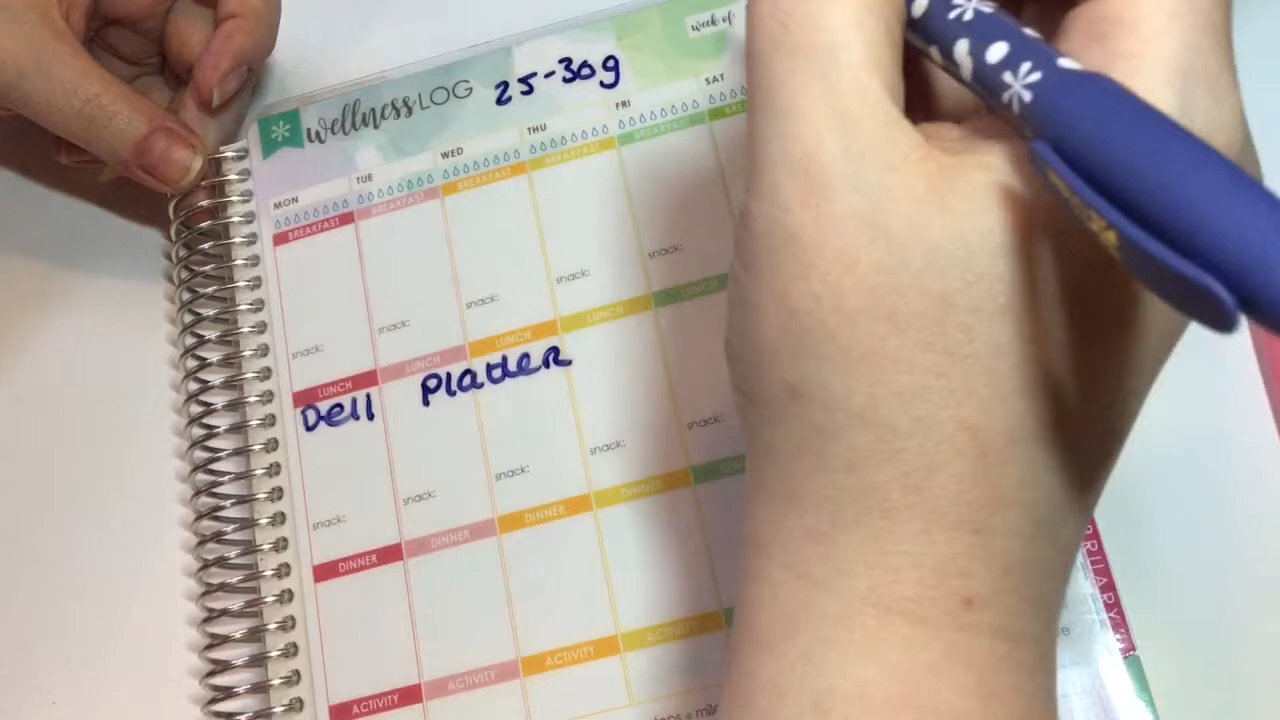 wellness LOG 25-30g week of:
MON TUE WED THU FRI SAT
BREAKFAST BREAKFAST BREAKFAST BREAKFAST BREAKFAST
snack: snack: snack: snack: snack:
LUNCH LUNCH LUNCH LUNCH LUNCH
Deli Platter
snack: snack: snack: snack: snack:
DINNER DINNER DINNER DINNER
ACTIVITY ACTIVITY ACTIVITY ACTIVITY